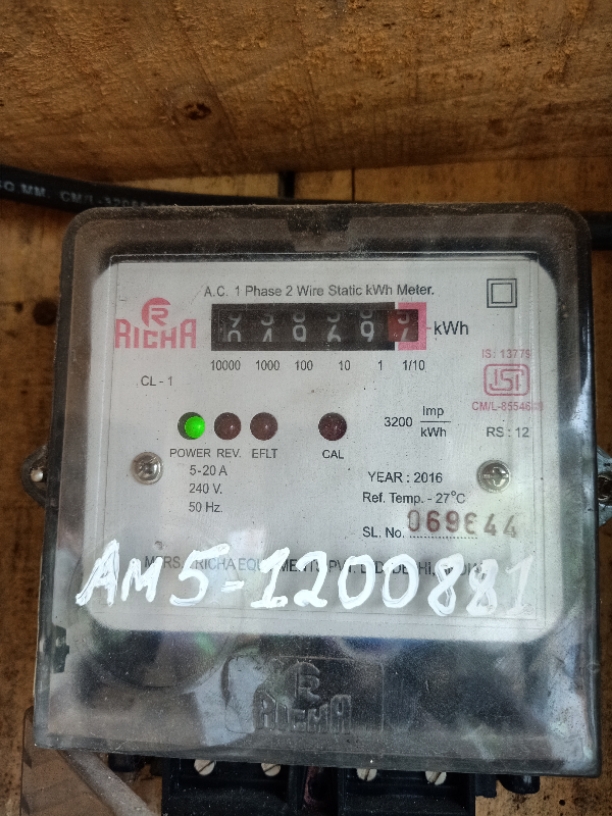 A.C. 1 Phase 2 Wire Static kWh Meter.
RICHA
kWh
10000 1000 100 10 1 1/10
CL - 1
IS: 13779
ISI
3200 Imp/kWh
RS : 12
POWER REV. EFLT CAL
5-20 A
240 V.
50 Hz.
YEAR : 2016
Ref. Temp. - 27°C
SL. No. 069644
AM5-1200881
RICHA